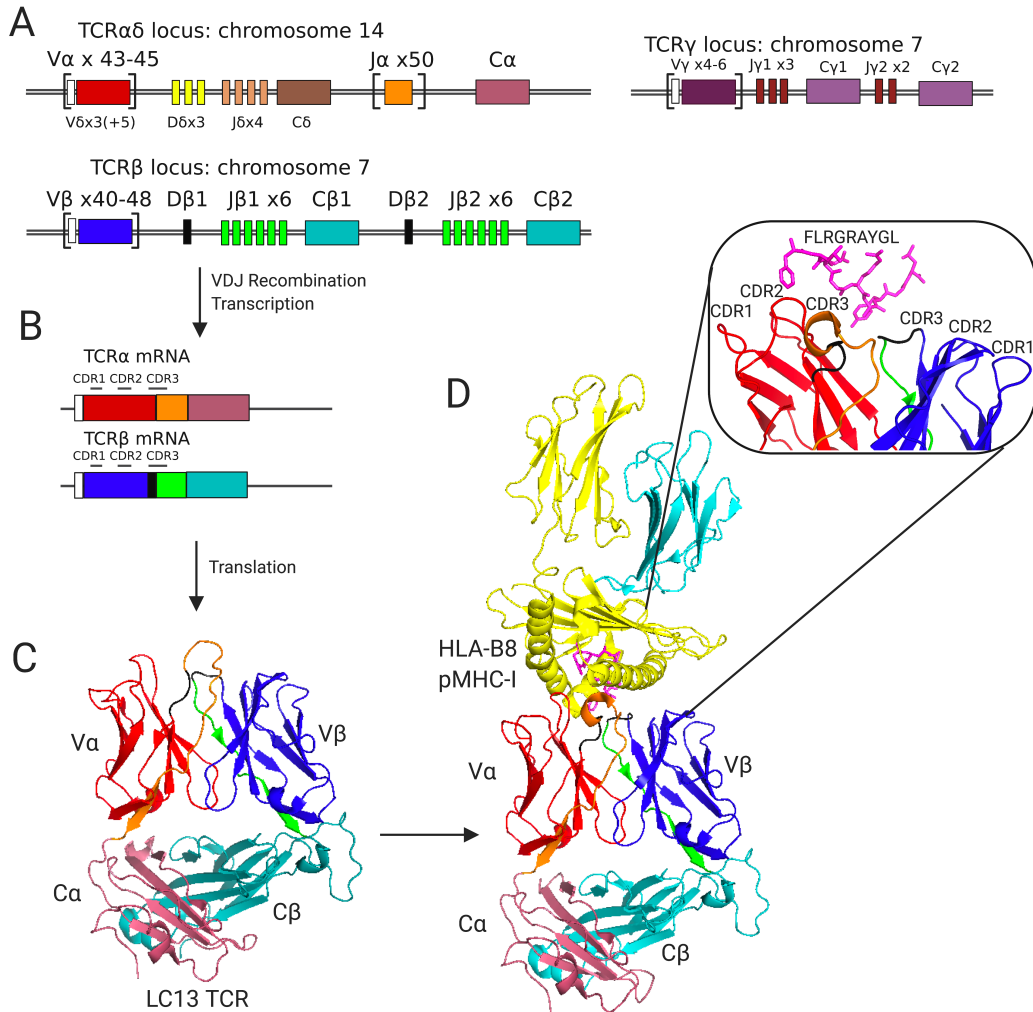 A
TCRαδ locus: chromosome 14
Vα x 43-45
Jα x50
Cα
Vδx3(+5)
Dδx3
Jδx4
Cδ
TCRγ locus: chromosome 7
Vγ x4-6
Jγ1 x3
Cγ1
Jγ2 x2
Cγ2
TCRβ locus: chromosome 7
Vβ x40-48
Dβ1
Jβ1 x6
Cβ1
Dβ2
Jβ2 x6
Cβ2
VDJ Recombination
Transcription
B
TCRα mRNA
CDR1 CDR2 CDR3
TCRβ mRNA
CDR1 CDR2 CDR3
Translation
C
Vα
Vβ
Cα
Cβ
LC13 TCR
D
HLA-B8
pMHC-I
Vα
Vβ
Cα
Cβ
FLRGRAYGL
CDR1
CDR2
CDR3
CDR3
CDR2
CDR1